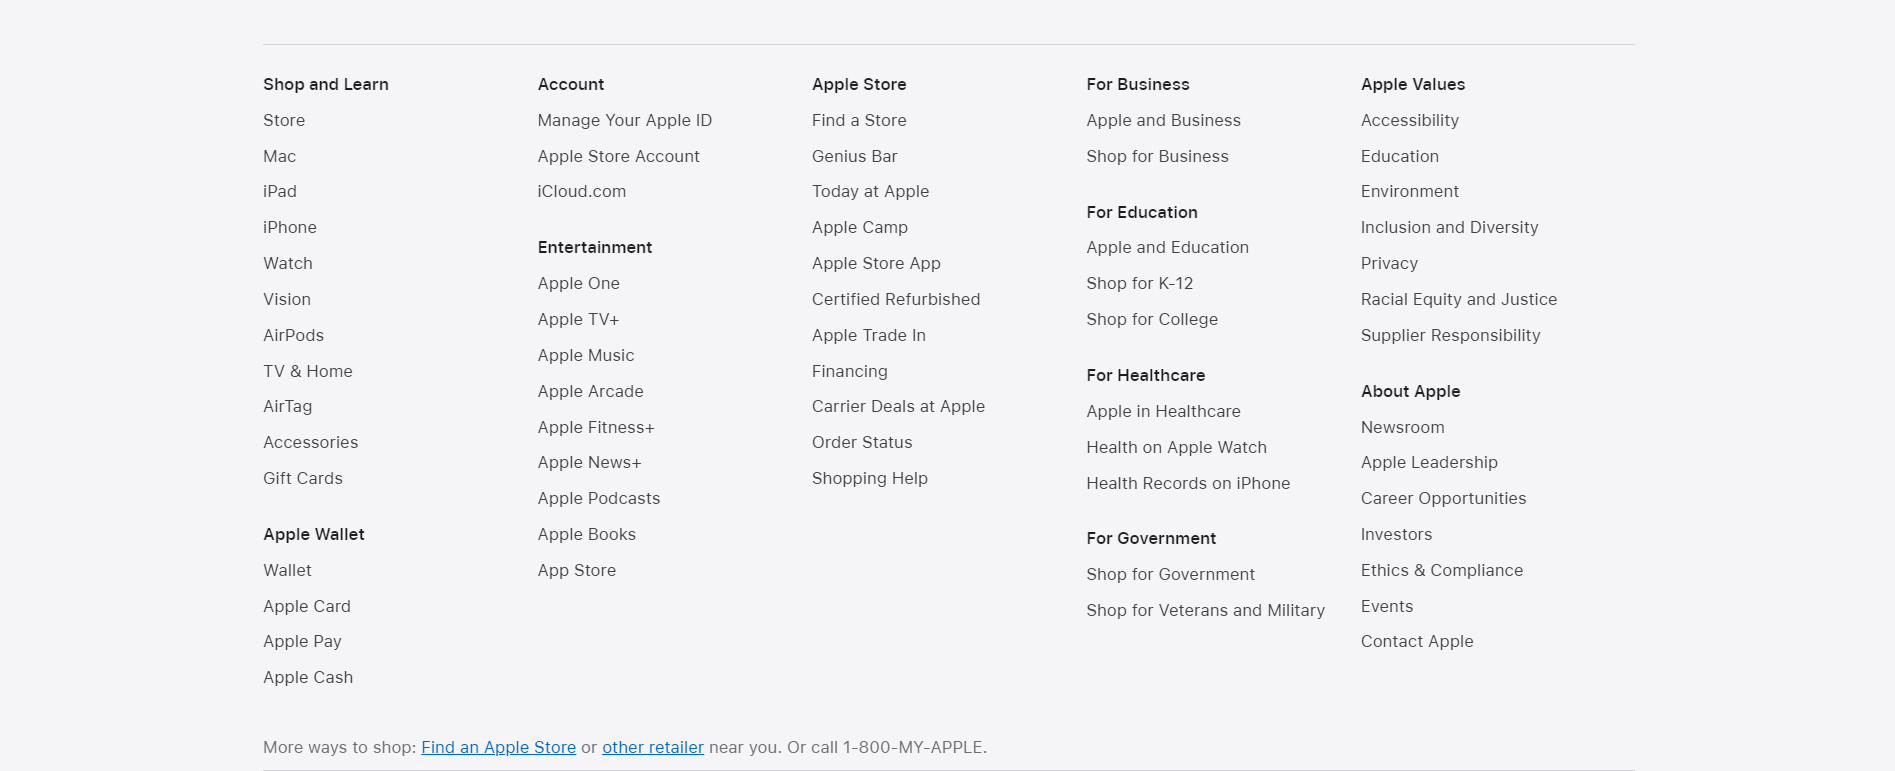 Shop and Learn
Store
Mac
iPad
iPhone
Watch
Vision
AirPods
TV & Home
AirTag
Accessories
Gift Cards
Apple Wallet
Wallet
Apple Card
Apple Pay
Apple Cash
Account
Manage Your Apple ID
Apple Store Account
iCloud.com
Entertainment
Apple One
Apple TV+
Apple Music
Apple Arcade
Apple Fitness+
Apple News+
Apple Podcasts
Apple Books
App Store
Apple Store
Find a Store
Genius Bar
Today at Apple
Apple Camp
Apple Store App
Certified Refurbished
Apple Trade In
Financing
Carrier Deals at Apple
Order Status
Shopping Help
For Business
Apple and Business
Shop for Business
For Education
Apple and Education
Shop for K-12
Shop for College
For Healthcare
Apple in Healthcare
Health on Apple Watch
Health Records on iPhone
For Government
Shop for Government
Shop for Veterans and Military
Apple Values
Accessibility
Education
Environment
Inclusion and Diversity
Privacy
Racial Equity and Justice
Supplier Responsibility
About Apple
Newsroom
Apple Leadership
Career Opportunities
Investors
Ethics & Compliance
Events
Contact Apple
More ways to shop: Find an Apple Store or other retailer near you. Or call 1-800-MY-APPLE.